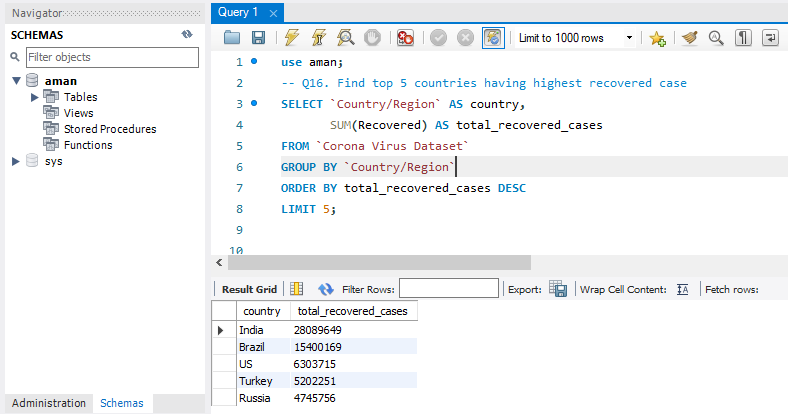 Navigator
SCHEMAS
Filter objects
aman
Tables
Views
Stored Procedures
Functions
sys
Administration Schemas
Query 1
Limit to 1000 rows
1 use aman;
2 -- Q16. Find top 5 countries having highest recovered case
3 SELECT `Country/Region` AS country,
4 SUM(Recovered) AS total_recovered_cases
5 FROM `Corona Virus Dataset`
6 GROUP BY `Country/Region`
7 ORDER BY total_recovered_cases DESC
8 LIMIT 5;
9
10
Result Grid Filter Rows: Export: Wrap Cell Content: Fetch rows:
country total_recovered_cases
India 28089649
Brazil 15400169
US 6303715
Turkey 5202251
Russia 4745756